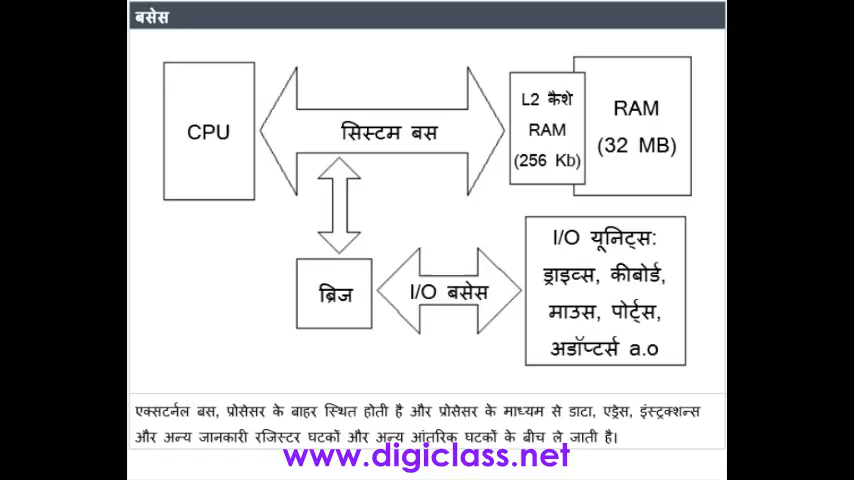 बसेस
CPU
सिस्टम बस
L2 कैशे
RAM
(256 Kb)
RAM
(32 MB)
ब्रिज
I/O बसेस
I/O यूनिट्स:
ड्राइव्स, कीबोर्ड,
माउस, पोर्ट्स,
अडॉप्टर्स a.o
एक्सटर्नल बस, प्रोसेसर के बाहर स्थित होती है और प्रोसेसर के माध्यम से डाटा, एड्रेस, इंस्ट्रक्शन्स
और अन्य जानकारी रजिस्टर घटकों और अन्य आंतरिक घटकों के बीच ले जाती है।
www.digiclass.net